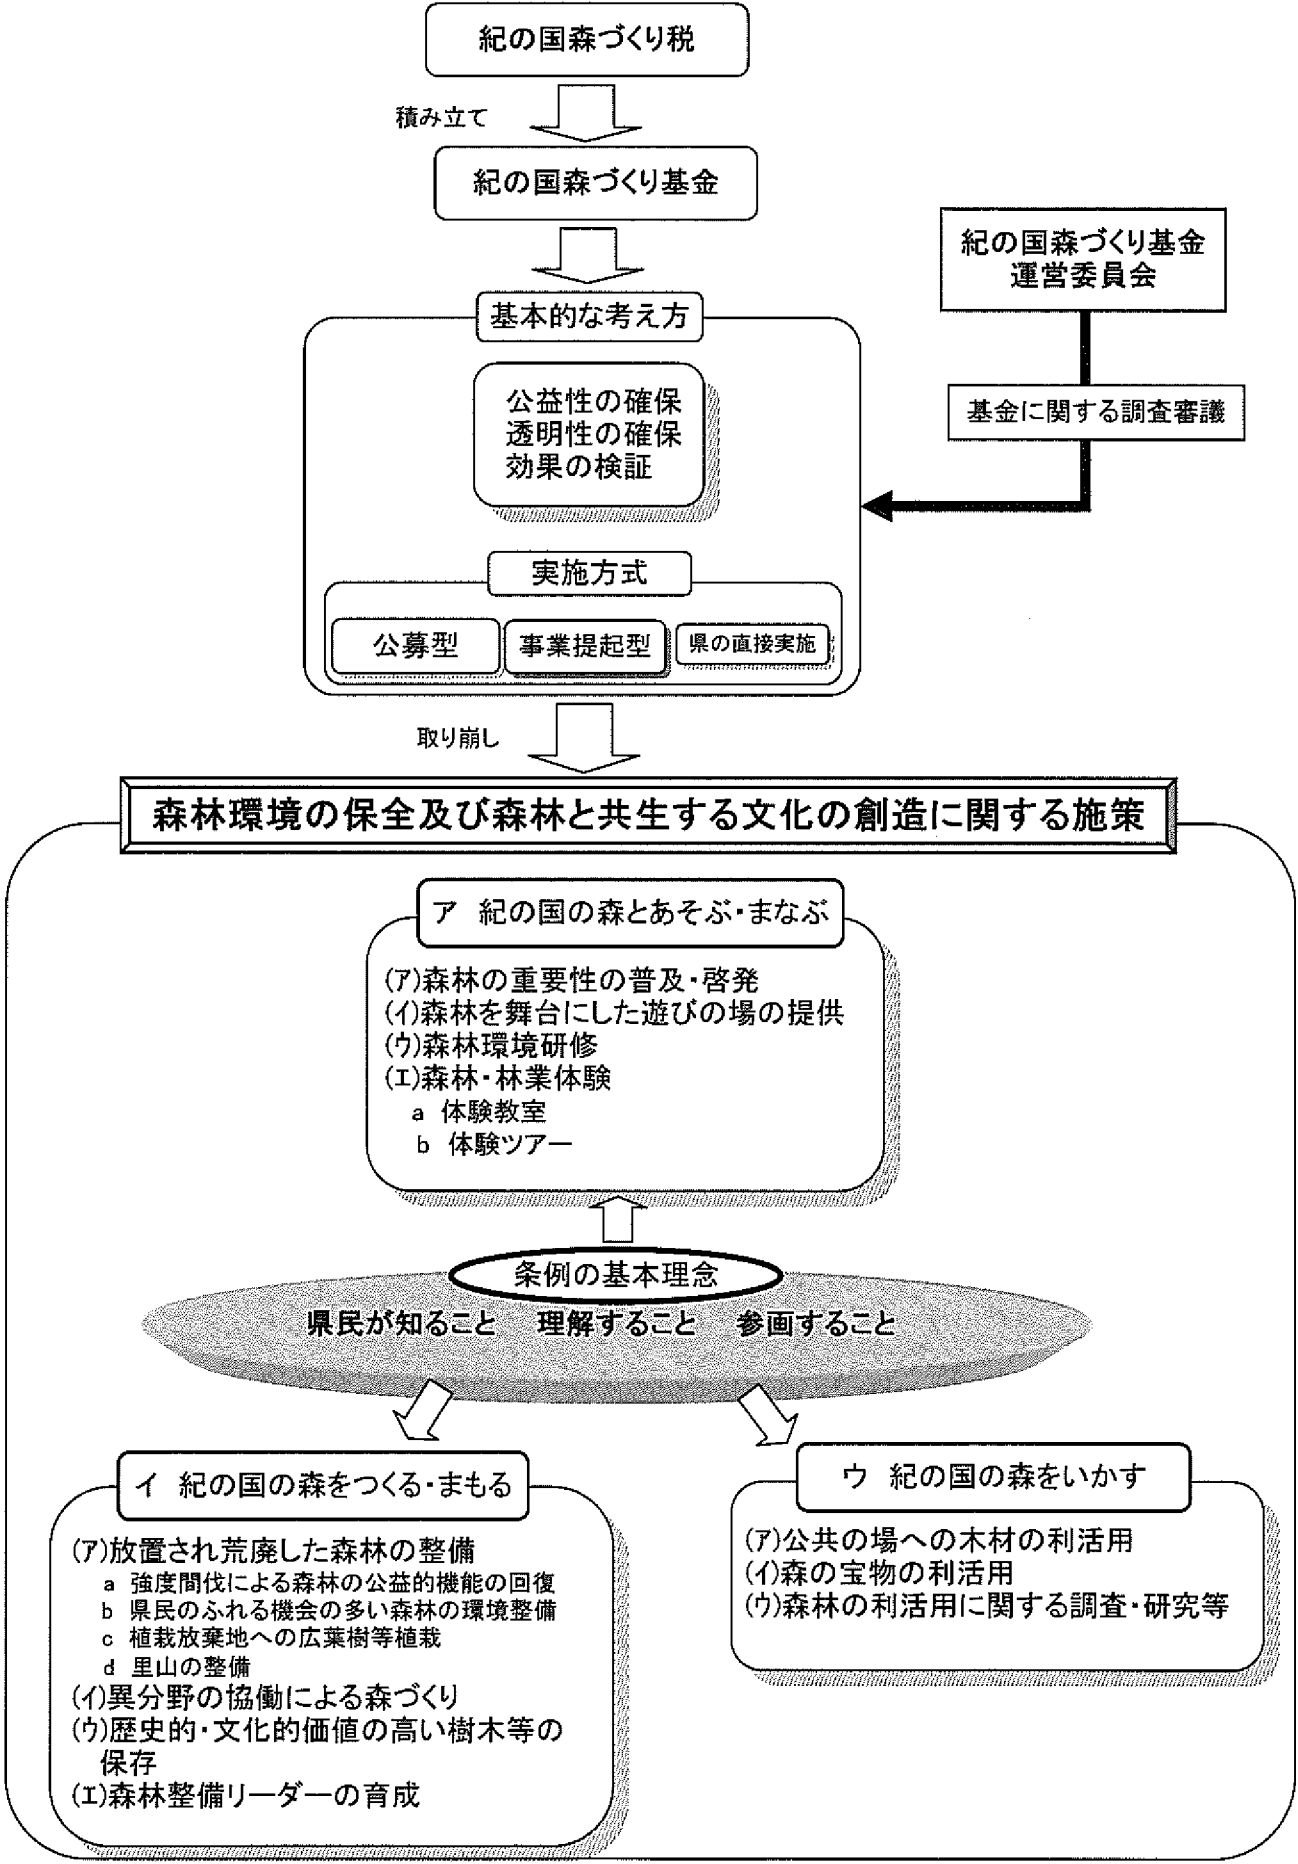 紀の国森づくり税
積み立て
紀の国森づくり基金
紀の国森づくり基金
運営委員会
基金に関する調査審議
基本的な考え方
公益性の確保
透明性の確保
効果の検証
実施方式
公募型
事業提起型
県の直接実施
取り崩し
森林環境の保全及び森林と共生する文化の創造に関する施策
ア 紀の国の森とあそぶ・まなぶ
(ア)森林の重要性の普及・啓発
(イ)森林を舞台にした遊びの場の提供
(ウ)森林環境研修
(エ)森林・林業体験
a 体験教室
b 体験ツアー
条例の基本理念
県民が知ること 理解すること 参画すること
イ 紀の国の森をつくる・まもる
(ア)放置され荒廃した森林の整備
a 強度間伐による森林の公益的機能の回復
b 県民のふれる機会の多い森林の環境整備
c 植栽放棄地への広葉樹等植栽
d 里山の整備
(イ)異分野の協働による森づくり
(ウ)歴史的・文化的価値の高い樹木等の
保存
(エ)森林整備リーダーの育成
ウ 紀の国の森をいかす
(ア)公共の場への木材の利活用
(イ)森の宝物の利活用
(ウ)森林の利活用に関する調査・研究等